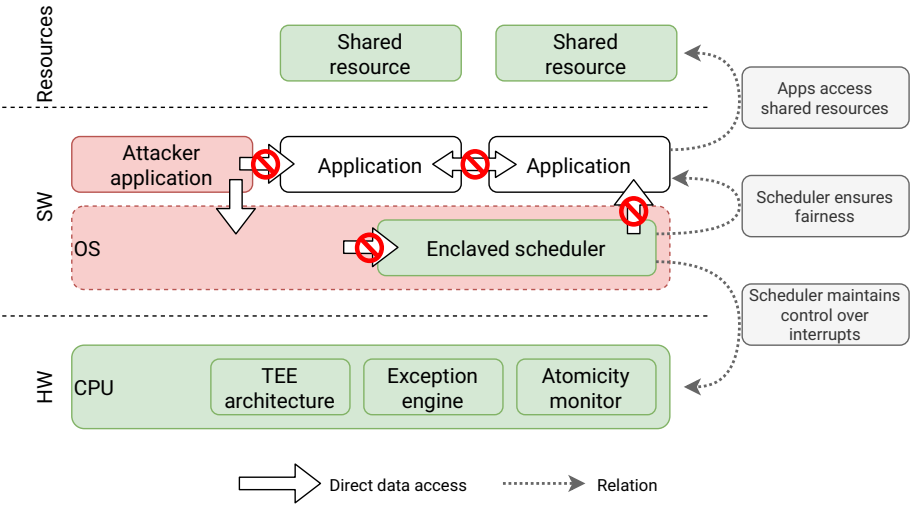 Resources
Shared
resource
Shared
resource
Apps access
shared resources
SW
Attacker
application
Application
Application
Scheduler ensures
fairness
OS
Enclaved scheduler
Scheduler maintains
control over
interrupts
HW
CPU
TEE
architecture
Exception
engine
Atomicity
monitor
Direct data access
Relation